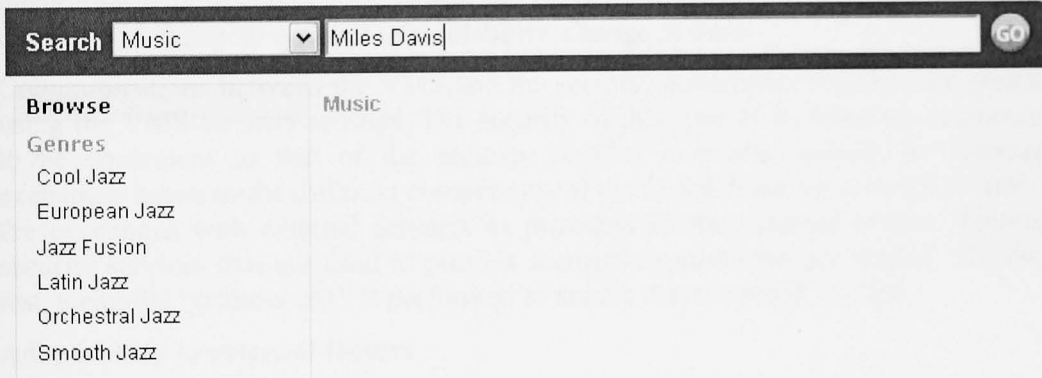 Search Music Miles Davis GO
Browse
Music
Genres
Cool Jazz
European Jazz
Jazz Fusion
Latin Jazz
Orchestral Jazz
Smooth Jazz